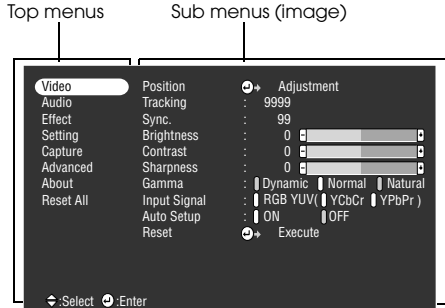 Top menus Sub menus (image)
Video Position Adjustment
Audio Tracking : 9999
Effect Sync. : 99
Setting Brightness : 0 - +
Capture Contrast : 0 - +
Advanced Sharpness : 0 - +
About Gamma : Dynamic Normal Natural
Reset All Input Signal : RGB YUV( YCbCr YPbPr )
Auto Setup : ON OFF
Reset Execute
:Select :Enter